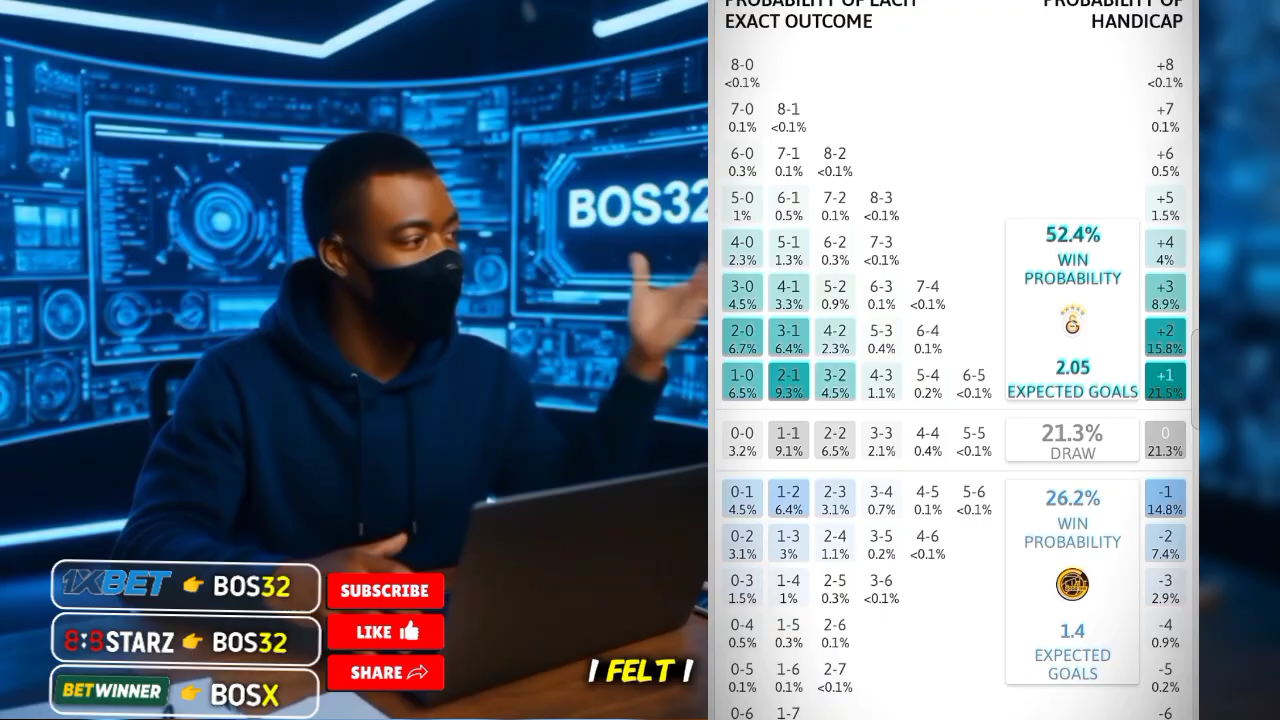 PROBABILITY OF EACH
EXACT OUTCOME
PROBABILITY OF
HANDICAP
8-0
<0.1%
+8
<0.1%
7-0 8-1
0.1% <0.1%
+7
0.1%
6-0 7-1 8-2
0.3% 0.1% <0.1%
+6
0.5%
5-0 6-1 7-2 8-3
1% 0.5% 0.1% <0.1%
+5
1.5%
4-0 5-1 6-2 7-3
2.3% 1.3% 0.3% <0.1%
+4
4%
3-0 4-1 5-2 6-3 7-4
4.5% 3.3% 0.9% 0.1% <0.1%
+3
8.9%
2-0 3-1 4-2 5-3 6-4
6.7% 6.4% 2.3% 0.4% 0.1%
+2
15.8%
1-0 2-1 3-2 4-3 5-4 6-5
6.5% 9.3% 4.5% 1.1% 0.2% <0.1%
+1
21.5%
52.4%
WIN
PROBABILITY
2.05
EXPECTED GOALS
0-0 1-1 2-2 3-3 4-4 5-5
3.2% 9.1% 6.5% 2.1% 0.4% <0.1%
21.3%
DRAW
0
21.3%
0-1 1-2 2-3 3-4 4-5 5-6
4.5% 6.4% 3.1% 0.7% 0.1% <0.1%
-1
14.8%
0-2 1-3 2-4 3-5 4-6
3.1% 3% 1.1% 0.2% <0.1%
-2
7.4%
0-3 1-4 2-5 3-6
1.5% 1% 0.3% <0.1%
-3
2.9%
0-4 1-5 2-6
0.5% 0.3% 0.1%
-4
0.9%
0-5 1-6 2-7
0.1% 0.1% <0.1%
-5
0.2%
0-6 1-7
-6
26.2%
WIN
PROBABILITY
1.4
EXPECTED
GOALS
BOS32
1XBET 👉 BOS32
8:8STARZ 👉 BOS32
BETWINNER 👉 BOSX
SUBSCRIBE
LIKE
SHARE
I FELT I